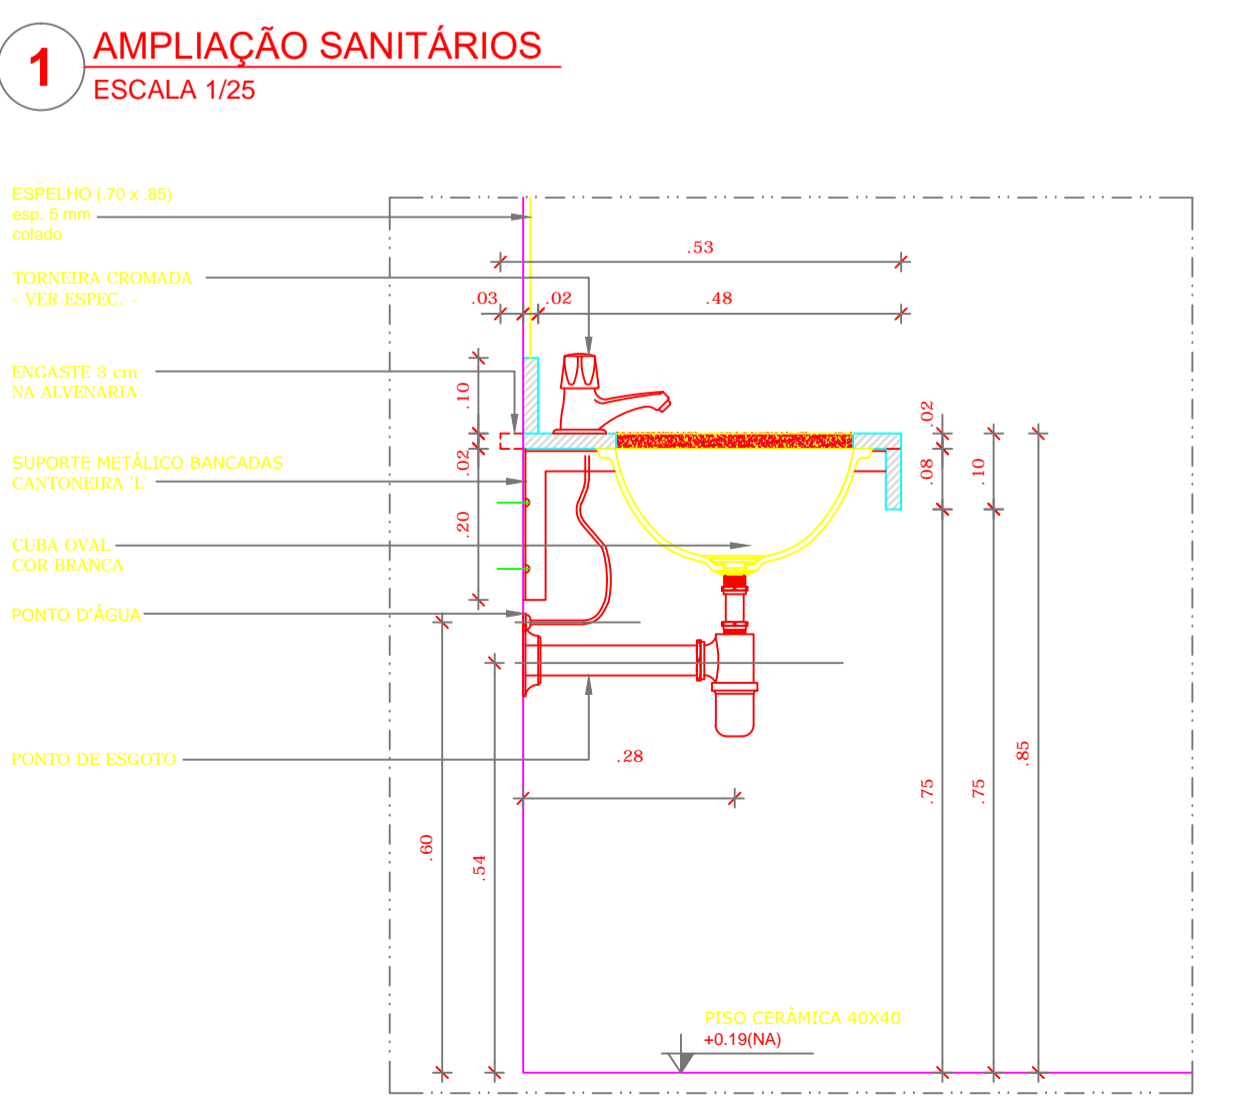 1
AMPLIAÇÃO SANITÁRIOS
ESCALA 1/25
ESPELHO (.70 x .85)
esp. 5 mm
colado
TORNEIRA CROMADA
- VER ESPEC. -
ENGASTE 3 cm
NA ALVENARIA
SUPORTE METÁLICO BANCADAS
CANTONEIRA 'L'
CUBA OVAL
COR BRANCA
PONTO D'ÁGUA
PONTO DE ESGOTO
.53
.03
.02
.48
.10
.02
.20
.02
.08
.10
.28
.60
.54
.75
.75
.85
PISO CERÂMICA 40X40
+0.19(NA)